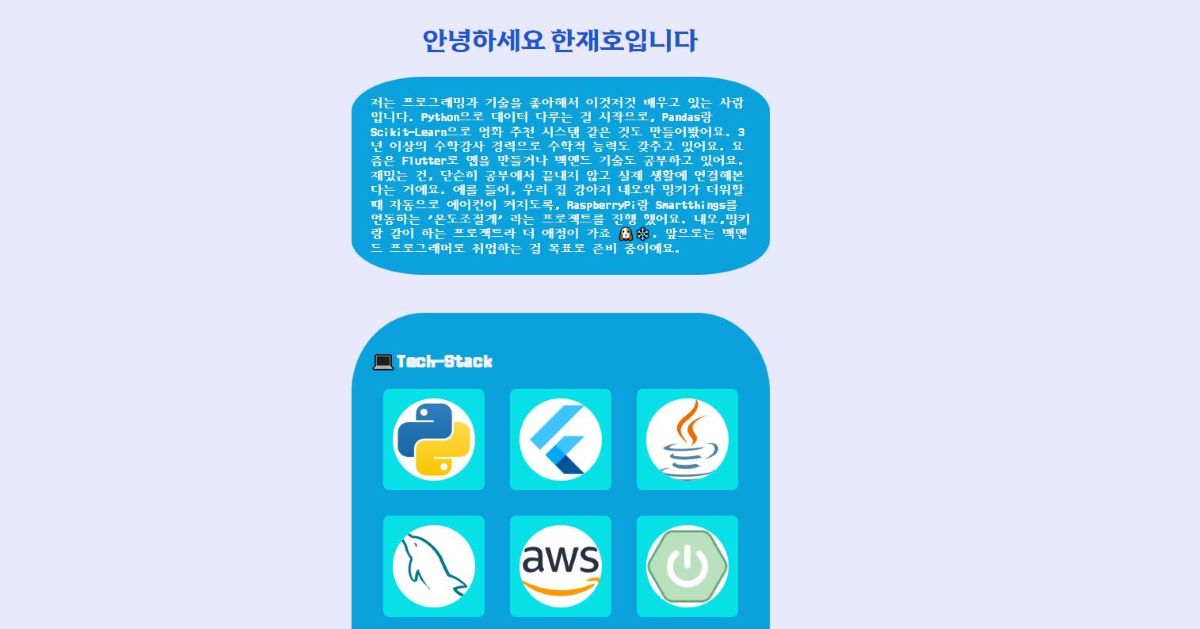 안녕하세요 한재호입니다
저는 프로그래밍과 기술을 좋아해서 이것저것 배우고 있는 사람
입니다. Python으로 데이터 다루는 걸 시작으로, Pandas랑
Scikit-Learn으로 영화 추천 시스템 같은 것도 만들어봤어요. 3
년 이상의 수학강사 경력으로 수학적 능력도 갖추고 있어요. 요
즘은 Flutter로 앱을 만들거나 백엔드 기술도 공부하고 있어요.
재밌는 건, 단순히 공부에서 끝내지 않고 실제 생활에 연결해본
다는 거예요. 예를 들어, 우리 집 강아지 네오와 밍키가 더위할
때 자동으로 에어컨이 켜지도록, RaspberryPi랑 Smartthings를
연동하는 '온도조절개' 라는 프로젝트를 진행 했어요. 네오,밍키
랑 같이 하는 프로젝트라 더 애정이 가죠 . 앞으로는 백엔
드 프로그래머로 취업하는 걸 목표로 준비 중이에요.
Tech-Stack
aws